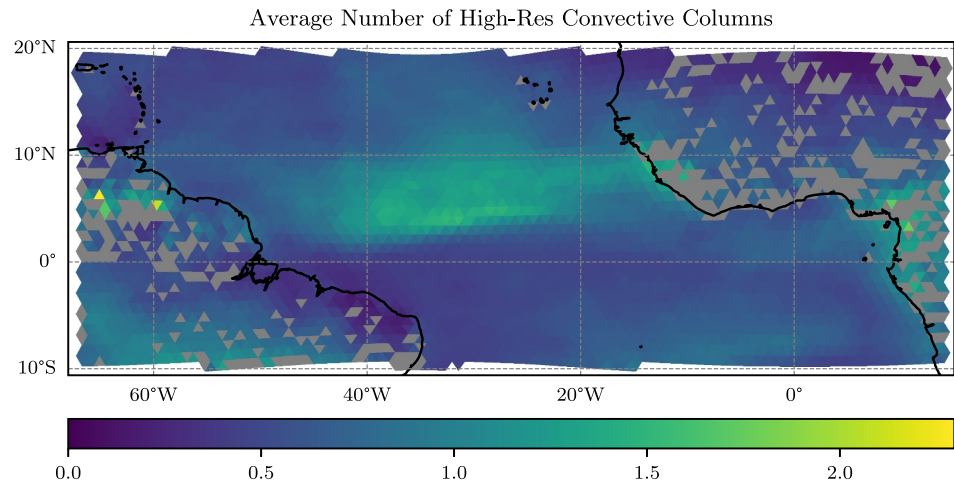 Average Number of High-Res Convective Columns
20°N
10°N
0°
10°S
60°W 40°W 20°W 0°
0.0 0.5 1.0 1.5 2.0